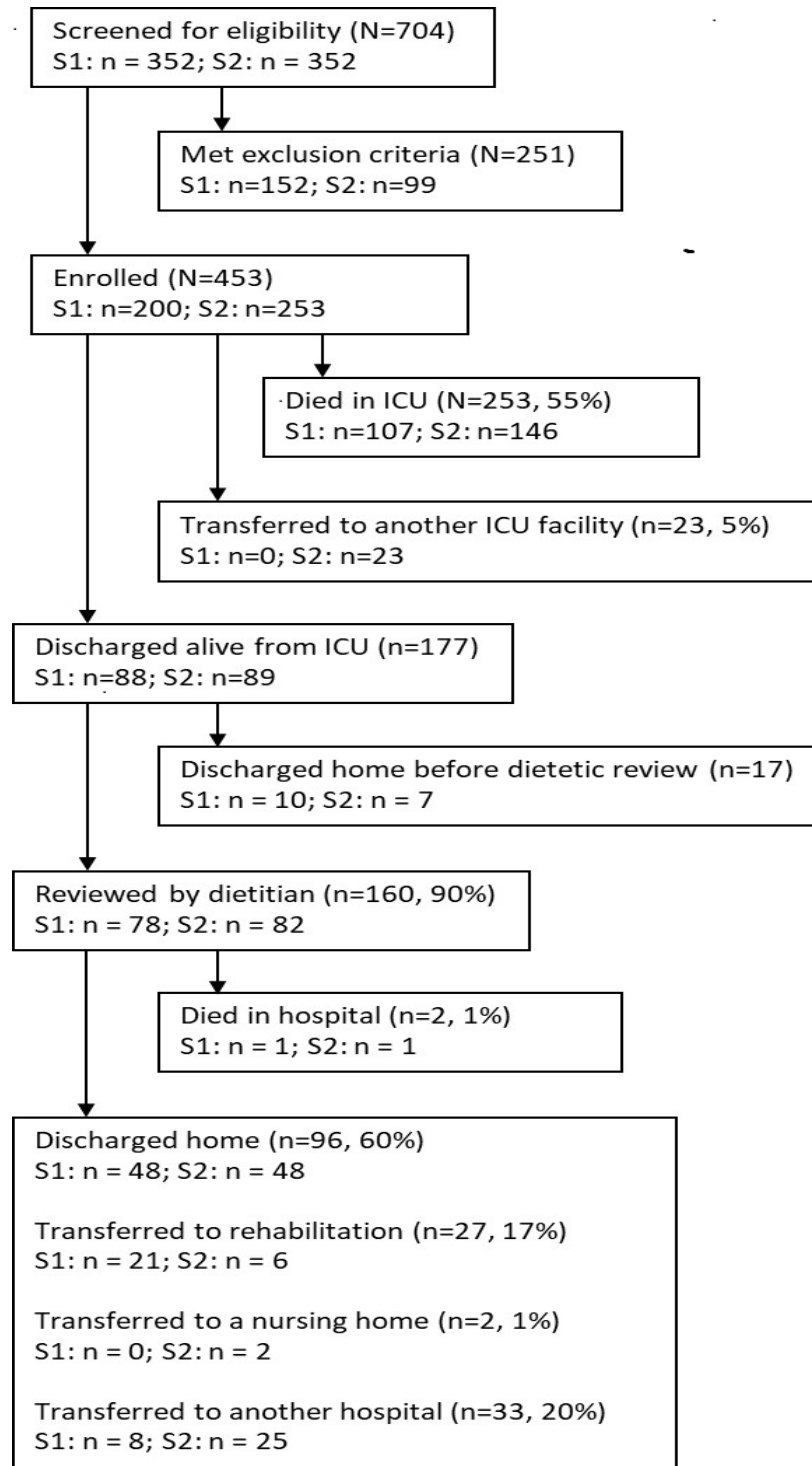 Screened for eligibility (N=704)
S1: n = 352; S2: n = 352
Met exclusion criteria (N=251)
S1: n=152; S2: n=99
Enrolled (N=453)
S1: n=200; S2: n=253
Died in ICU (N=253, 55%)
S1: n=107; S2: n=146
Transferred to another ICU facility (n=23, 5%)
S1: n=0; S2: n=23
Discharged alive from ICU (n=177)
S1: n=88; S2: n=89
Discharged home before dietetic review (n=17)
S1: n = 10; S2: n = 7
Reviewed by dietitian (n=160, 90%)
S1: n = 78; S2: n = 82
Died in hospital (n=2, 1%)
S1: n = 1; S2: n = 1
Discharged home (n=96, 60%)
S1: n = 48; S2: n = 48
Transferred to rehabilitation (n=27, 17%)
S1: n = 21; S2: n = 6
Transferred to a nursing home (n=2, 1%)
S1: n = 0; S2: n = 2
Transferred to another hospital (n=33, 20%)
S1: n = 8; S2: n = 25